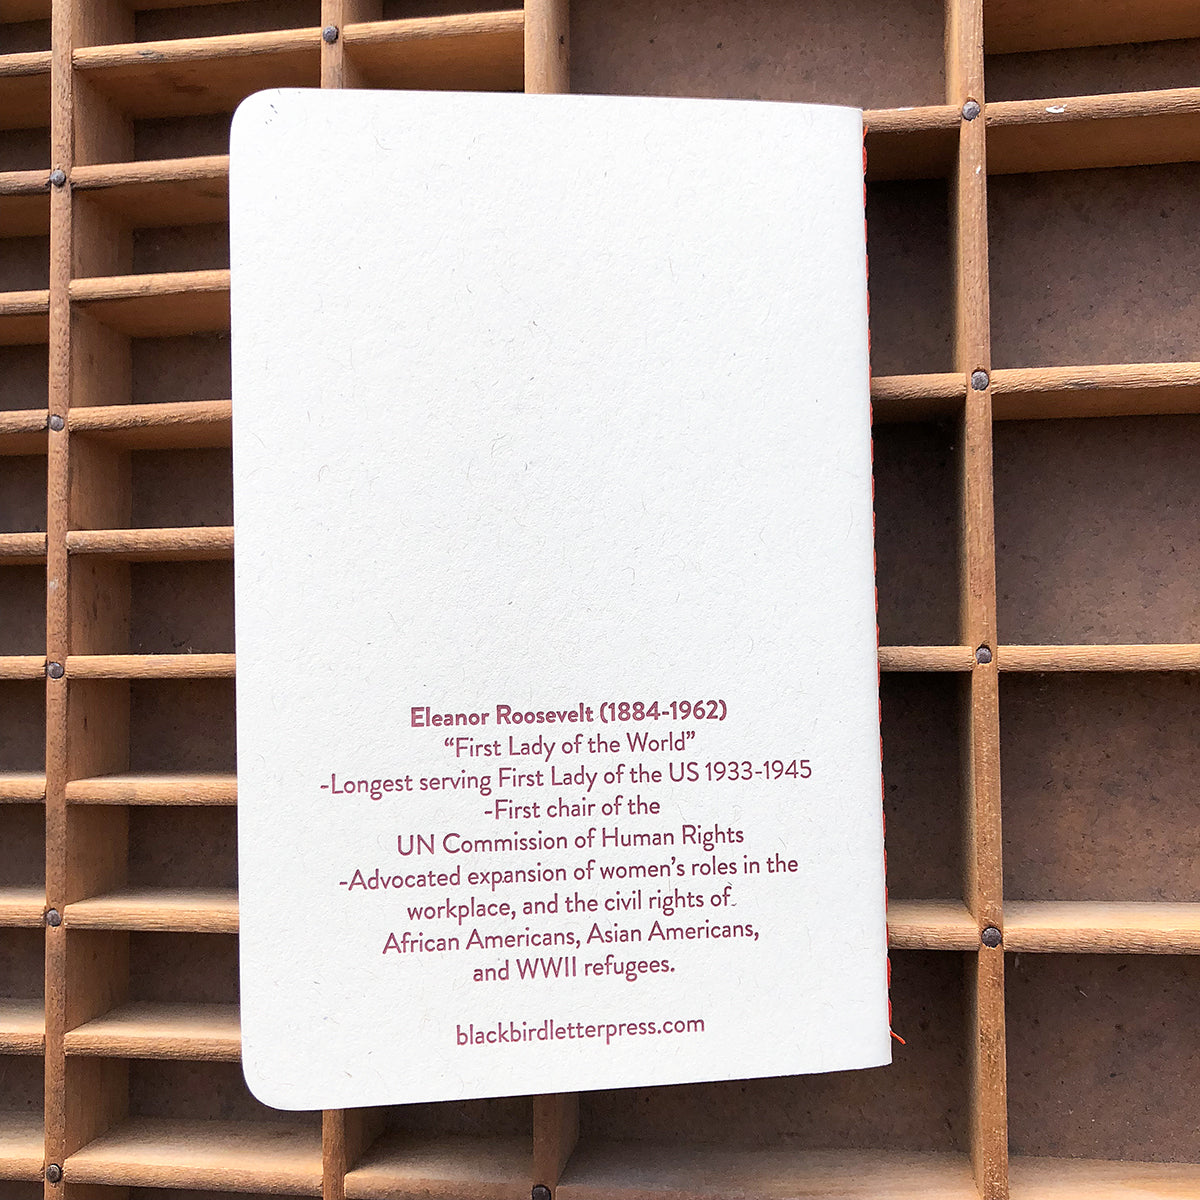 Eleanor Roosevelt (1884-1962)
“First Lady of the World”
-Longest serving First Lady of the US 1933-1945
-First chair of the
UN Commission of Human Rights
-Advocated expansion of women’s roles in the
workplace, and the civil rights of
African Americans, Asian Americans,
and WWII refugees.
blackbirdletterpress.com